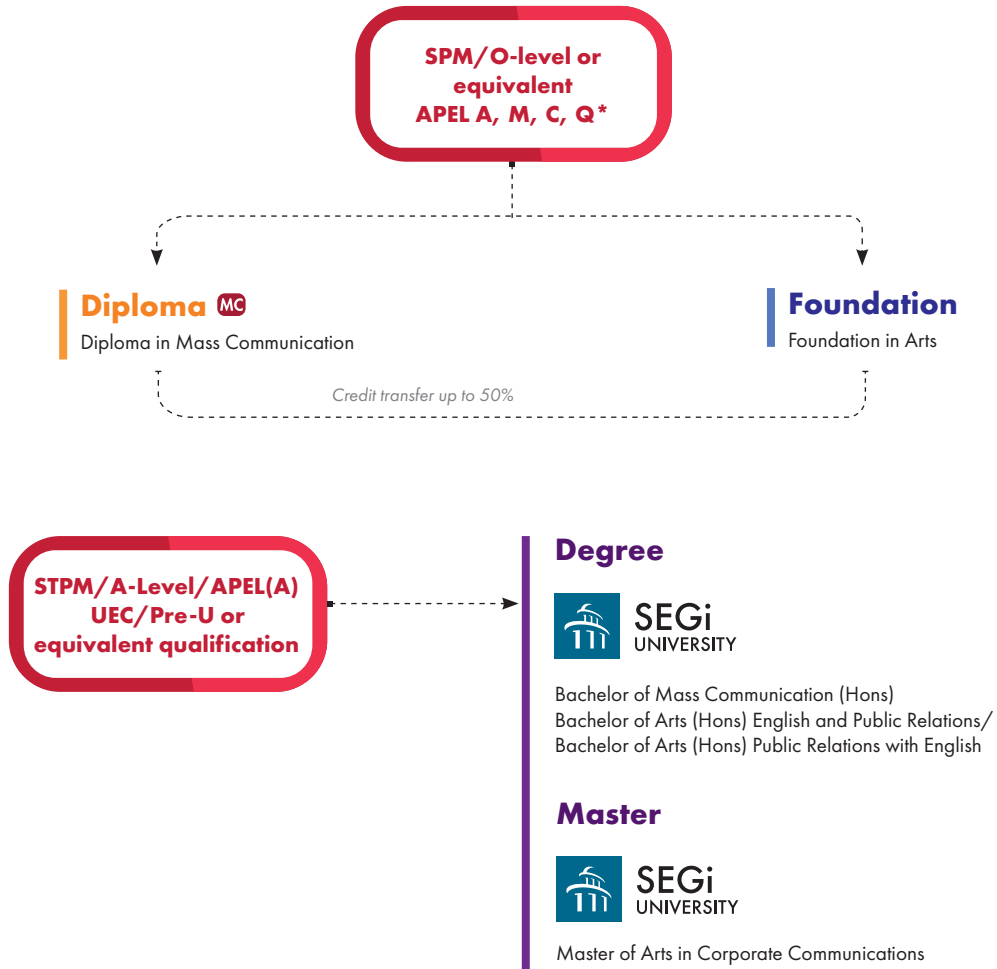 SPM/O-level or
equivalent
APEL A, M, C, Q*
Diploma MC
Diploma in Mass Communication
Foundation
Foundation in Arts
Credit transfer up to 50%
STPM/A-Level/APEL(A)
UEC/Pre-U or
equivalent qualification
Degree
SEGi
UNIVERSITY
Bachelor of Mass Communication (Hons)
Bachelor of Arts (Hons) English and Public Relations/
Bachelor of Arts (Hons) Public Relations with English
Master
SEGi
UNIVERSITY
Master of Arts in Corporate Communications